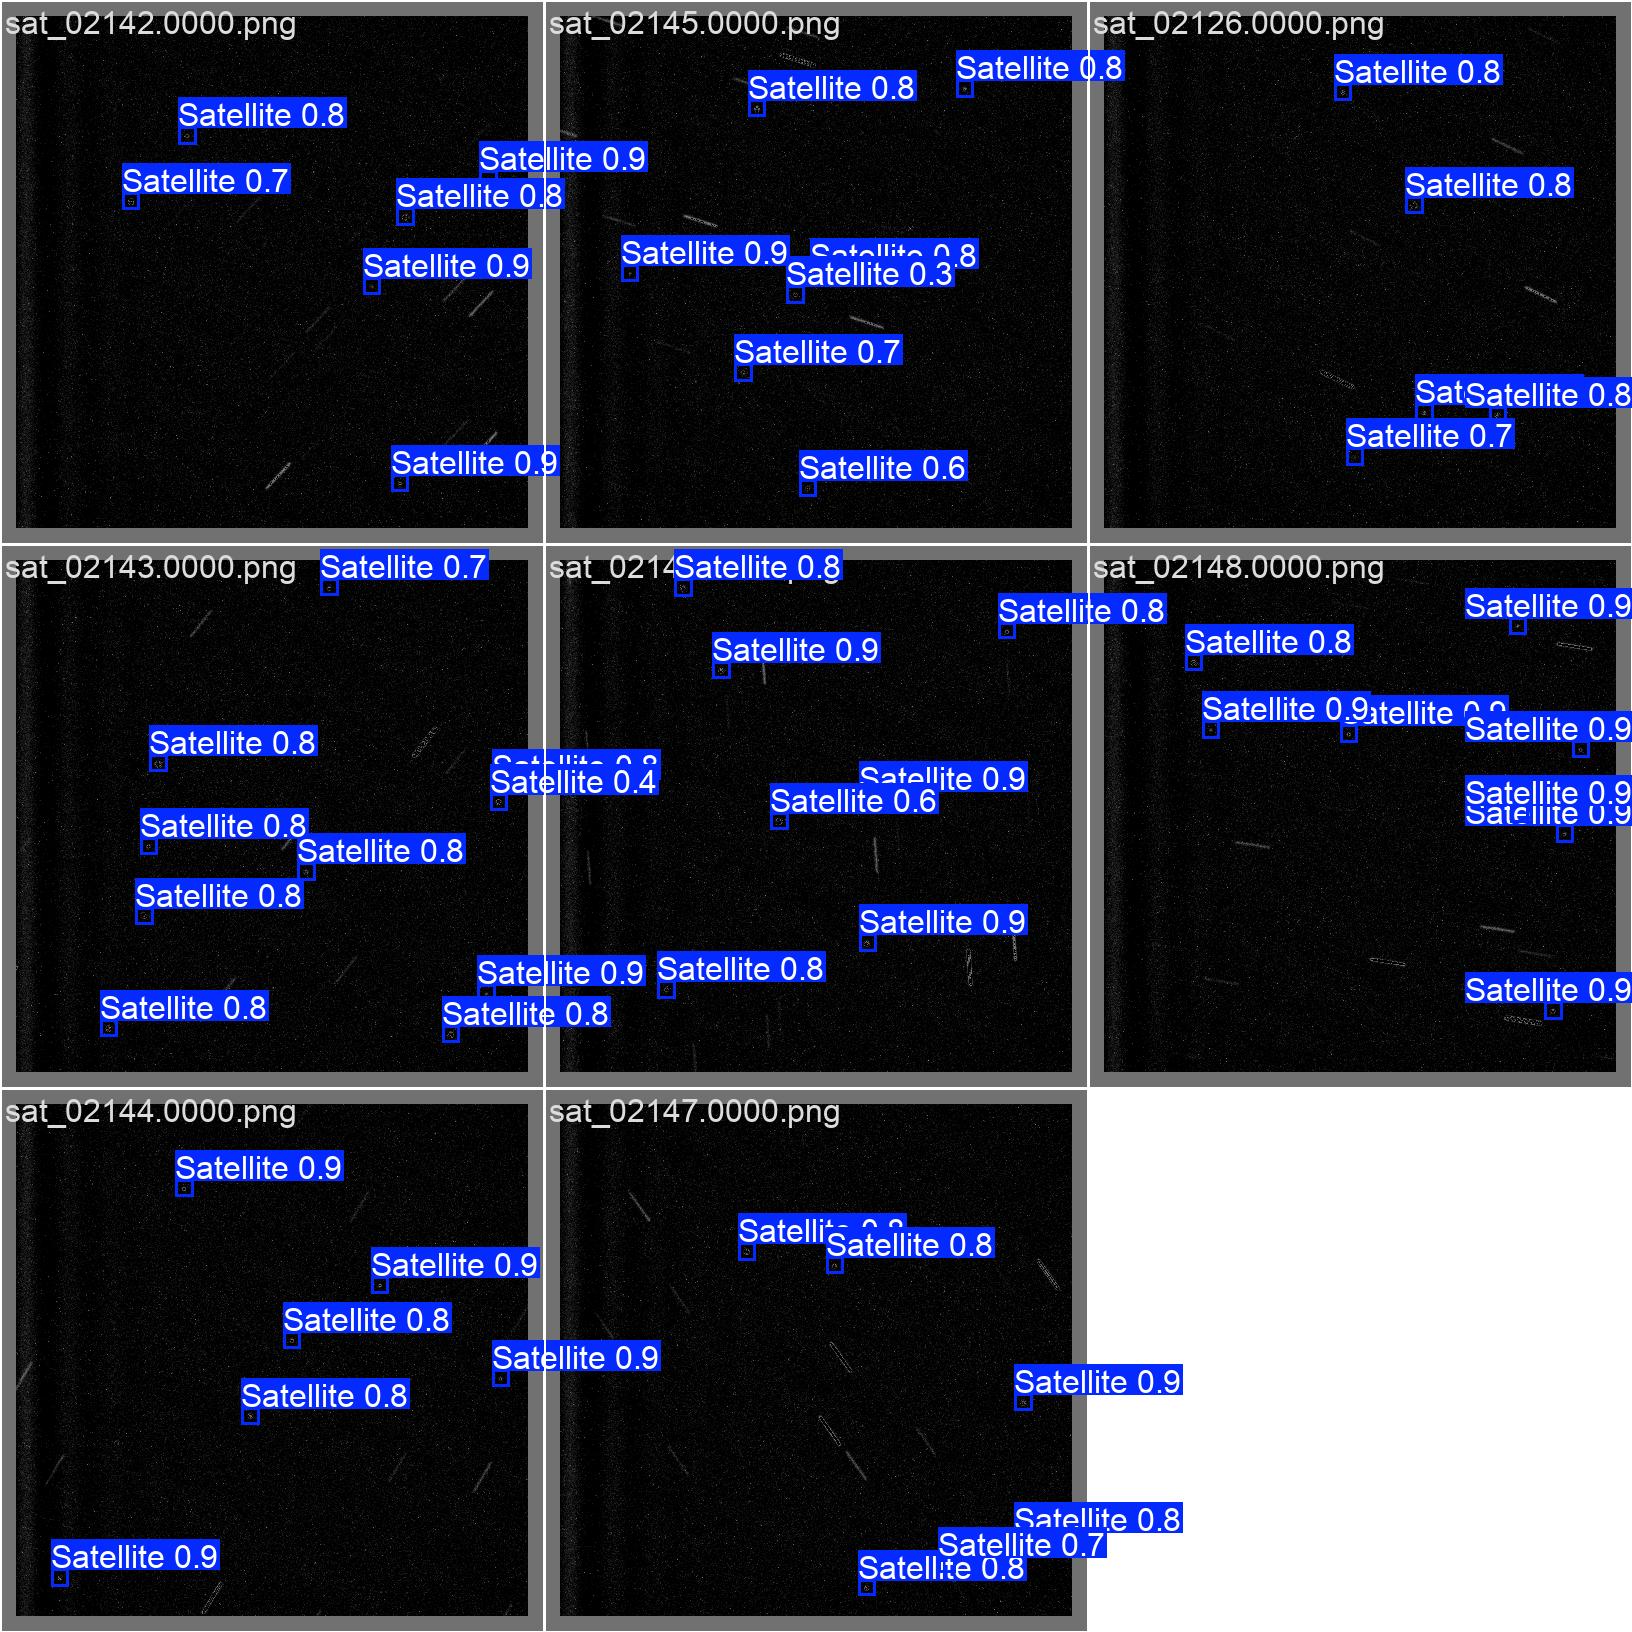 sat_02142.0000.png
Satellite 0.8
Satellite 0.9
Satellite 0.7
Satellite 0.8
Satellite 0.9
Satellite 0.9
sat_02145.0000.png
Satellite 0.8
Satellite 0.8
Satellite 0.9
Satellite 0.8
Satellite 0.3
Satellite 0.7
Satellite 0.6
sat_02126.0000.png
Satellite 0.8
Satellite 0.8
Sat
Satellite 0.8
Satellite 0.7
sat_02143.0000.png
Satellite 0.7
Satellite 0.8
Satellite 0.8
Satellite 0.4
Satellite 0.8
Satellite 0.8
Satellite 0.8
Satellite 0.9
Satellite 0.8
Satellite 0.8
Satellite 0.8
Satellite 0.8
Satellite 0.9
Satellite 0.9
Satellite 0.6
Satellite 0.9
Satellite 0.8
sat_02148.0000.png
Satellite 0.9
Satellite 0.8
Satellite 0.9
Satellite 0.9
Satellite 0.9
Satellite 0.9
Satellite 0.9
Satellite 0.9
sat_02144.0000.png
Satellite 0.9
Satellite 0.9
Satellite 0.8
Satellite 0.9
Satellite 0.8
Satellite 0.9
sat_02147.0000.png
Satellite 0.8
Satellite 0.8
Satellite 0.9
Satellite 0.8
Satellite 0.7
Satellite 0.8